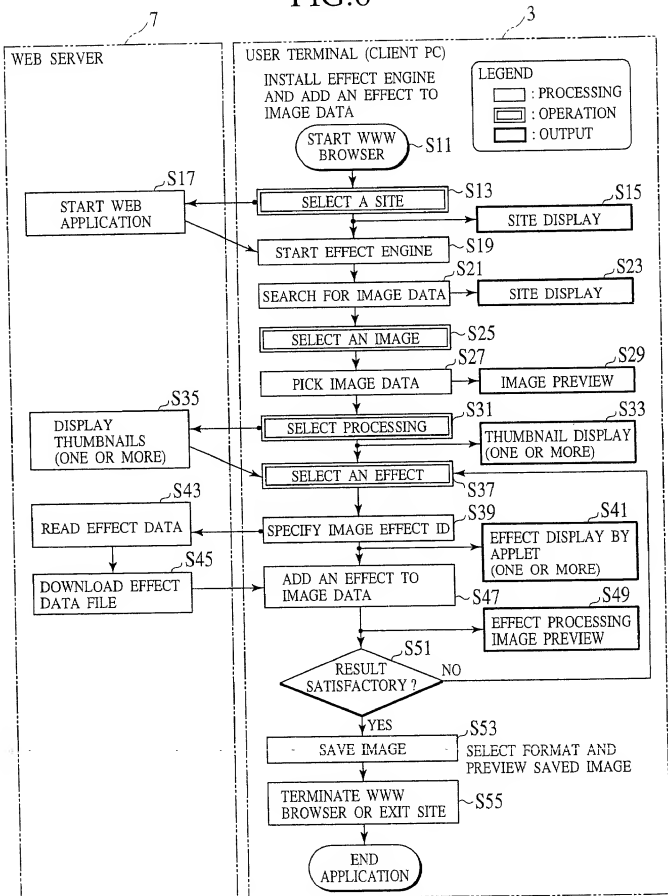 FIG.6
7
3
WEB SERVER
USER TERMINAL (CLIENT PC)
INSTALL EFFECT ENGINE
AND ADD AN EFFECT TO
IMAGE DATA
LEGEND
: PROCESSING
: OPERATION
: OUTPUT
START WWW
BROWSER
S11
S17
START WEB
APPLICATION
S13
SELECT A SITE
S15
SITE DISPLAY
S19
START EFFECT ENGINE
S21
SEARCH FOR IMAGE DATA
S23
SITE DISPLAY
S25
SELECT AN IMAGE
S27
PICK IMAGE DATA
S29
IMAGE PREVIEW
S35
DISPLAY
THUMBNAILS
(ONE OR MORE)
S31
SELECT PROCESSING
S33
THUMBNAIL DISPLAY
(ONE OR MORE)
SELECT AN EFFECT
S37
S43
READ EFFECT DATA
S39
SPECIFY IMAGE EFFECT ID
S41
EFFECT DISPLAY BY
APPLET
(ONE OR MORE)
S45
DOWNLOAD EFFECT
DATA FILE
ADD AN EFFECT TO
IMAGE DATA
S47
S49
EFFECT PROCESSING
IMAGE PREVIEW
S51
RESULT
SATISFACTORY ?
NO
YES
S53
SAVE IMAGE
SELECT FORMAT AND
PREVIEW SAVED IMAGE
TERMINATE WWW
BROWSER OR EXIT SITE
S55
END
APPLICATION